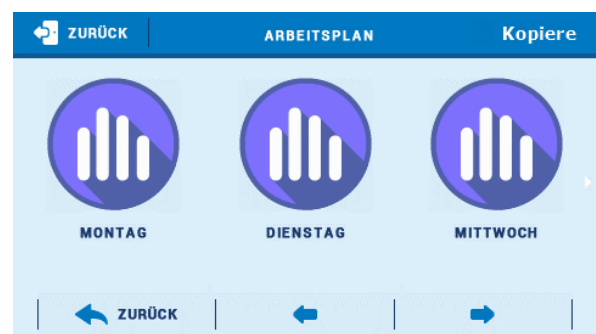 ZURÜCK
ARBEITSPLAN
Kopiere
MONTAG
DIENSTAG
MITTWOCH
ZURÜCK